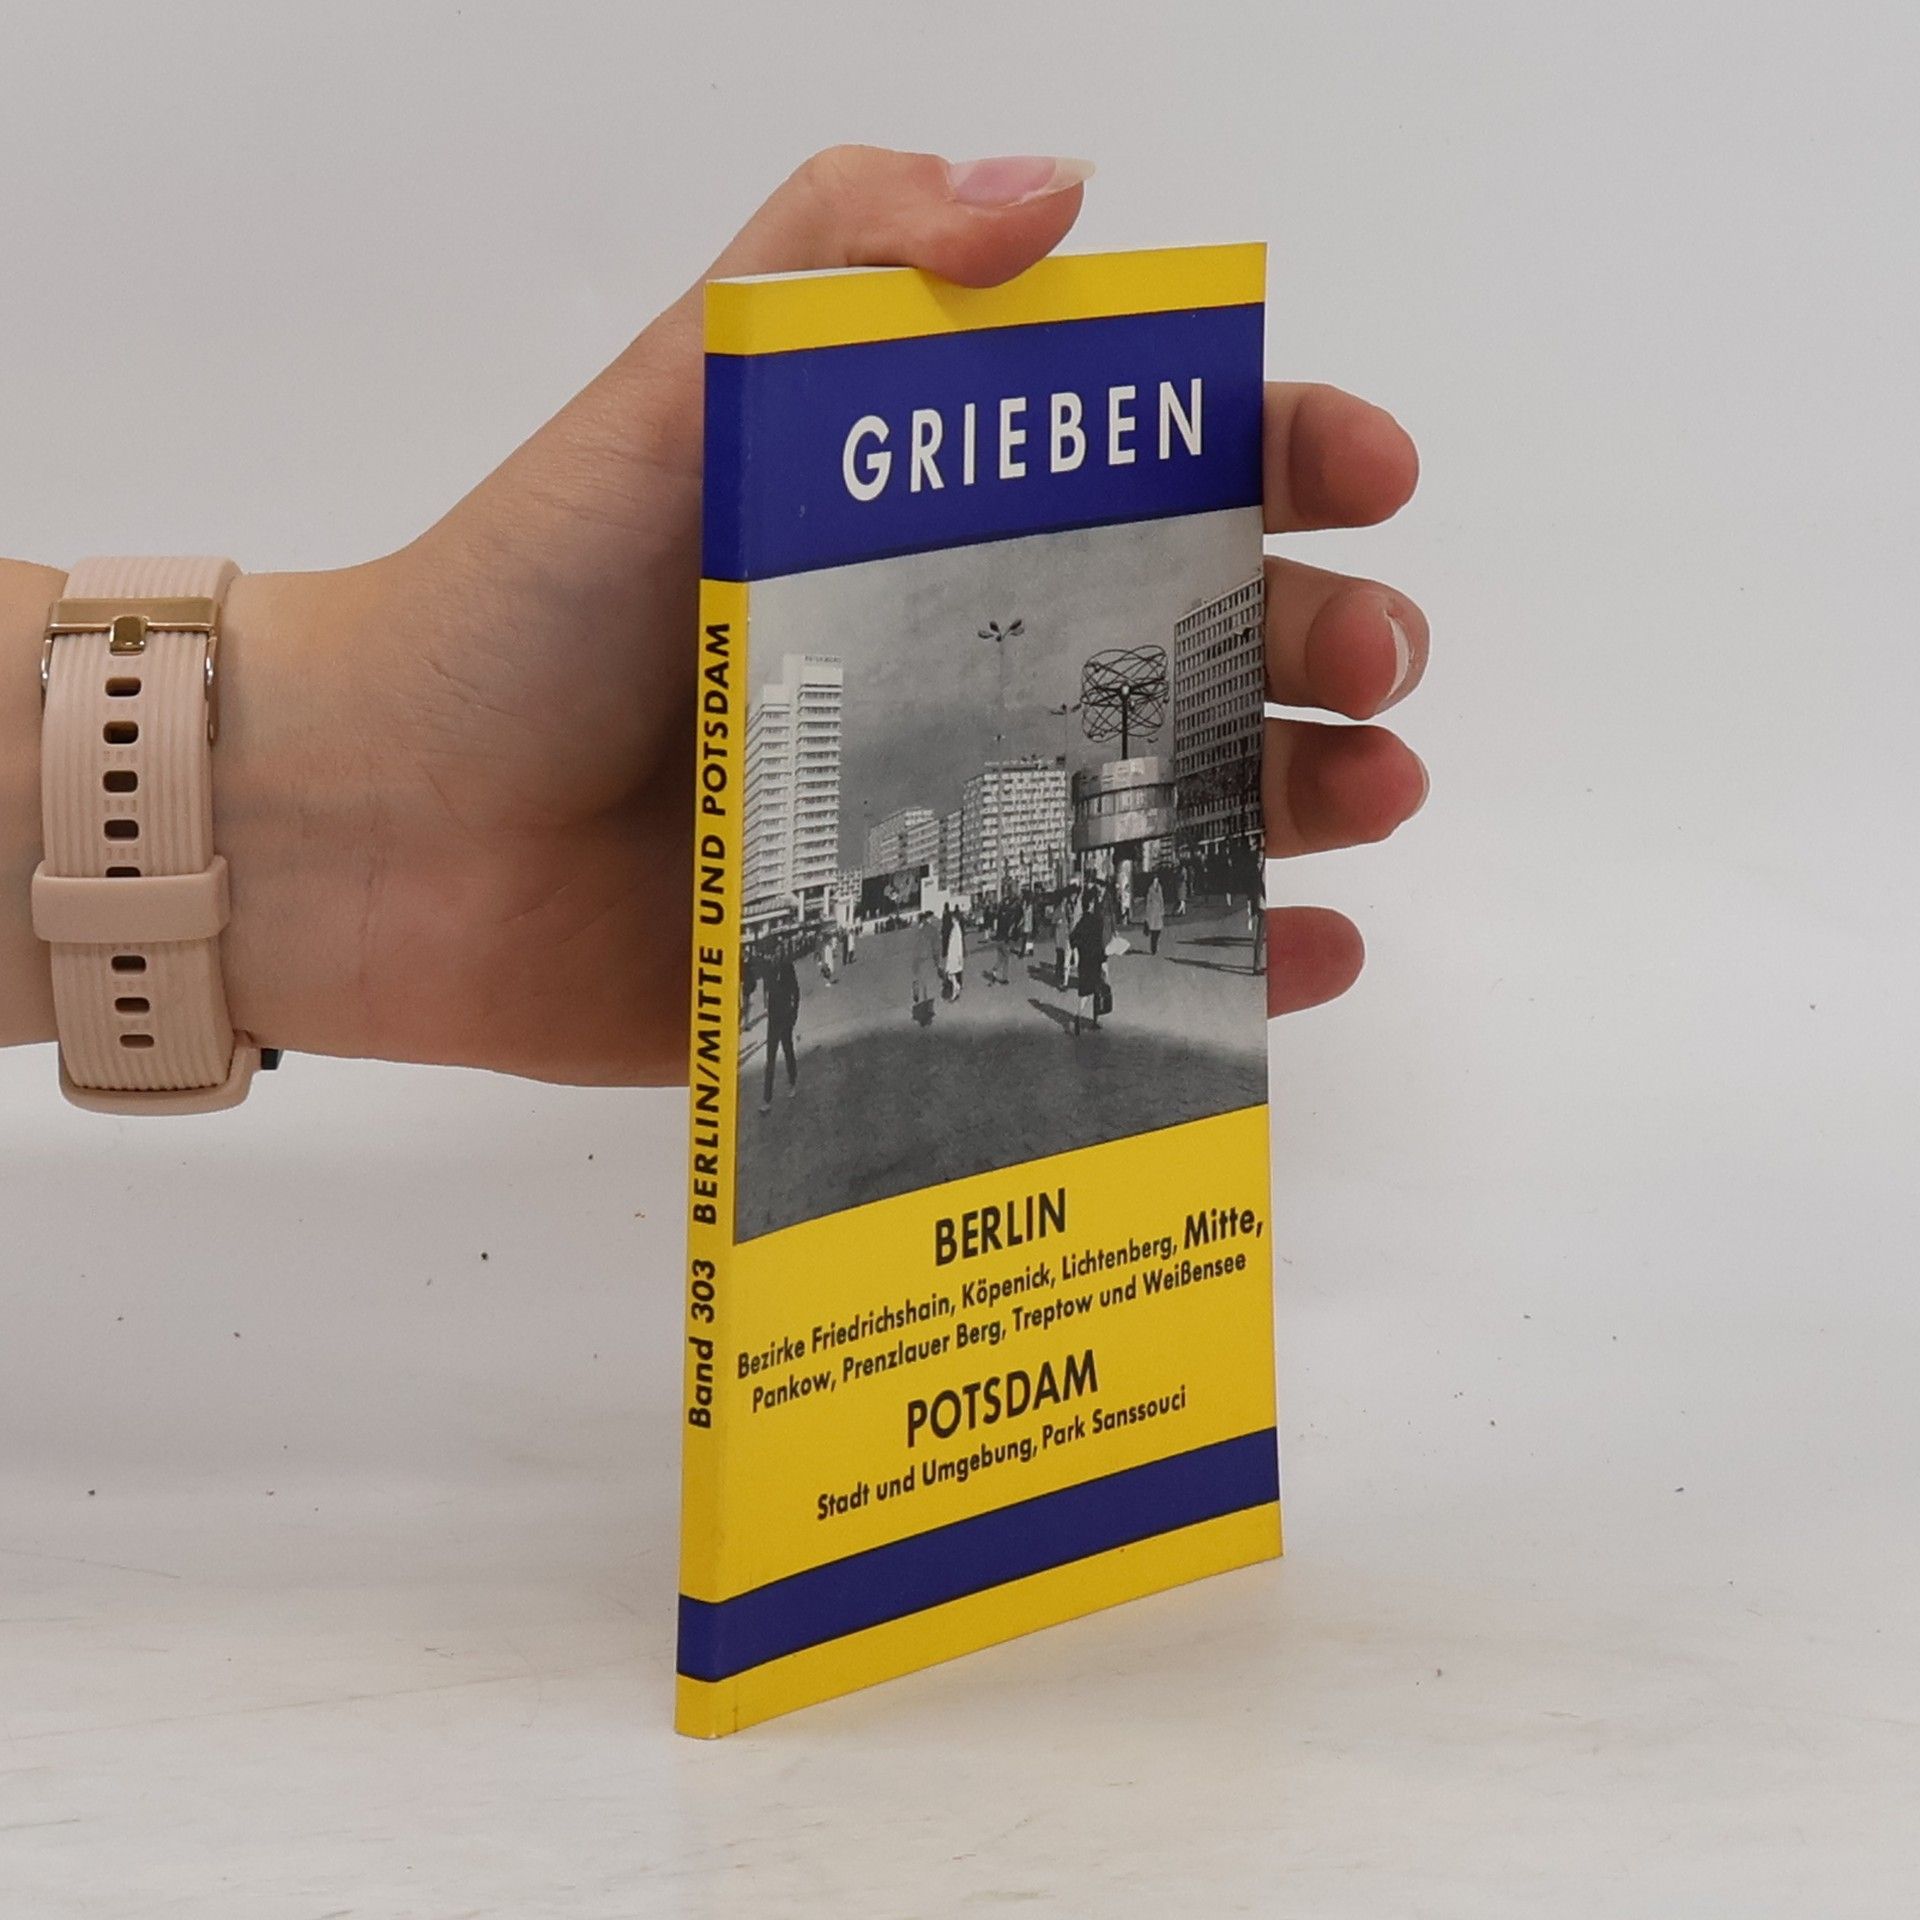 GRIEBEN
BERLIN
Bezirke Friedrichshain, Köpenick, Lichtenberg, Mitte,
Pankow, Prenzlauer Berg, Treptow und Weißensee
POTSDAM
Stadt und Umgebung, Park Sanssouci
Band 303 BERLIN/MITTE UND POTSDAM